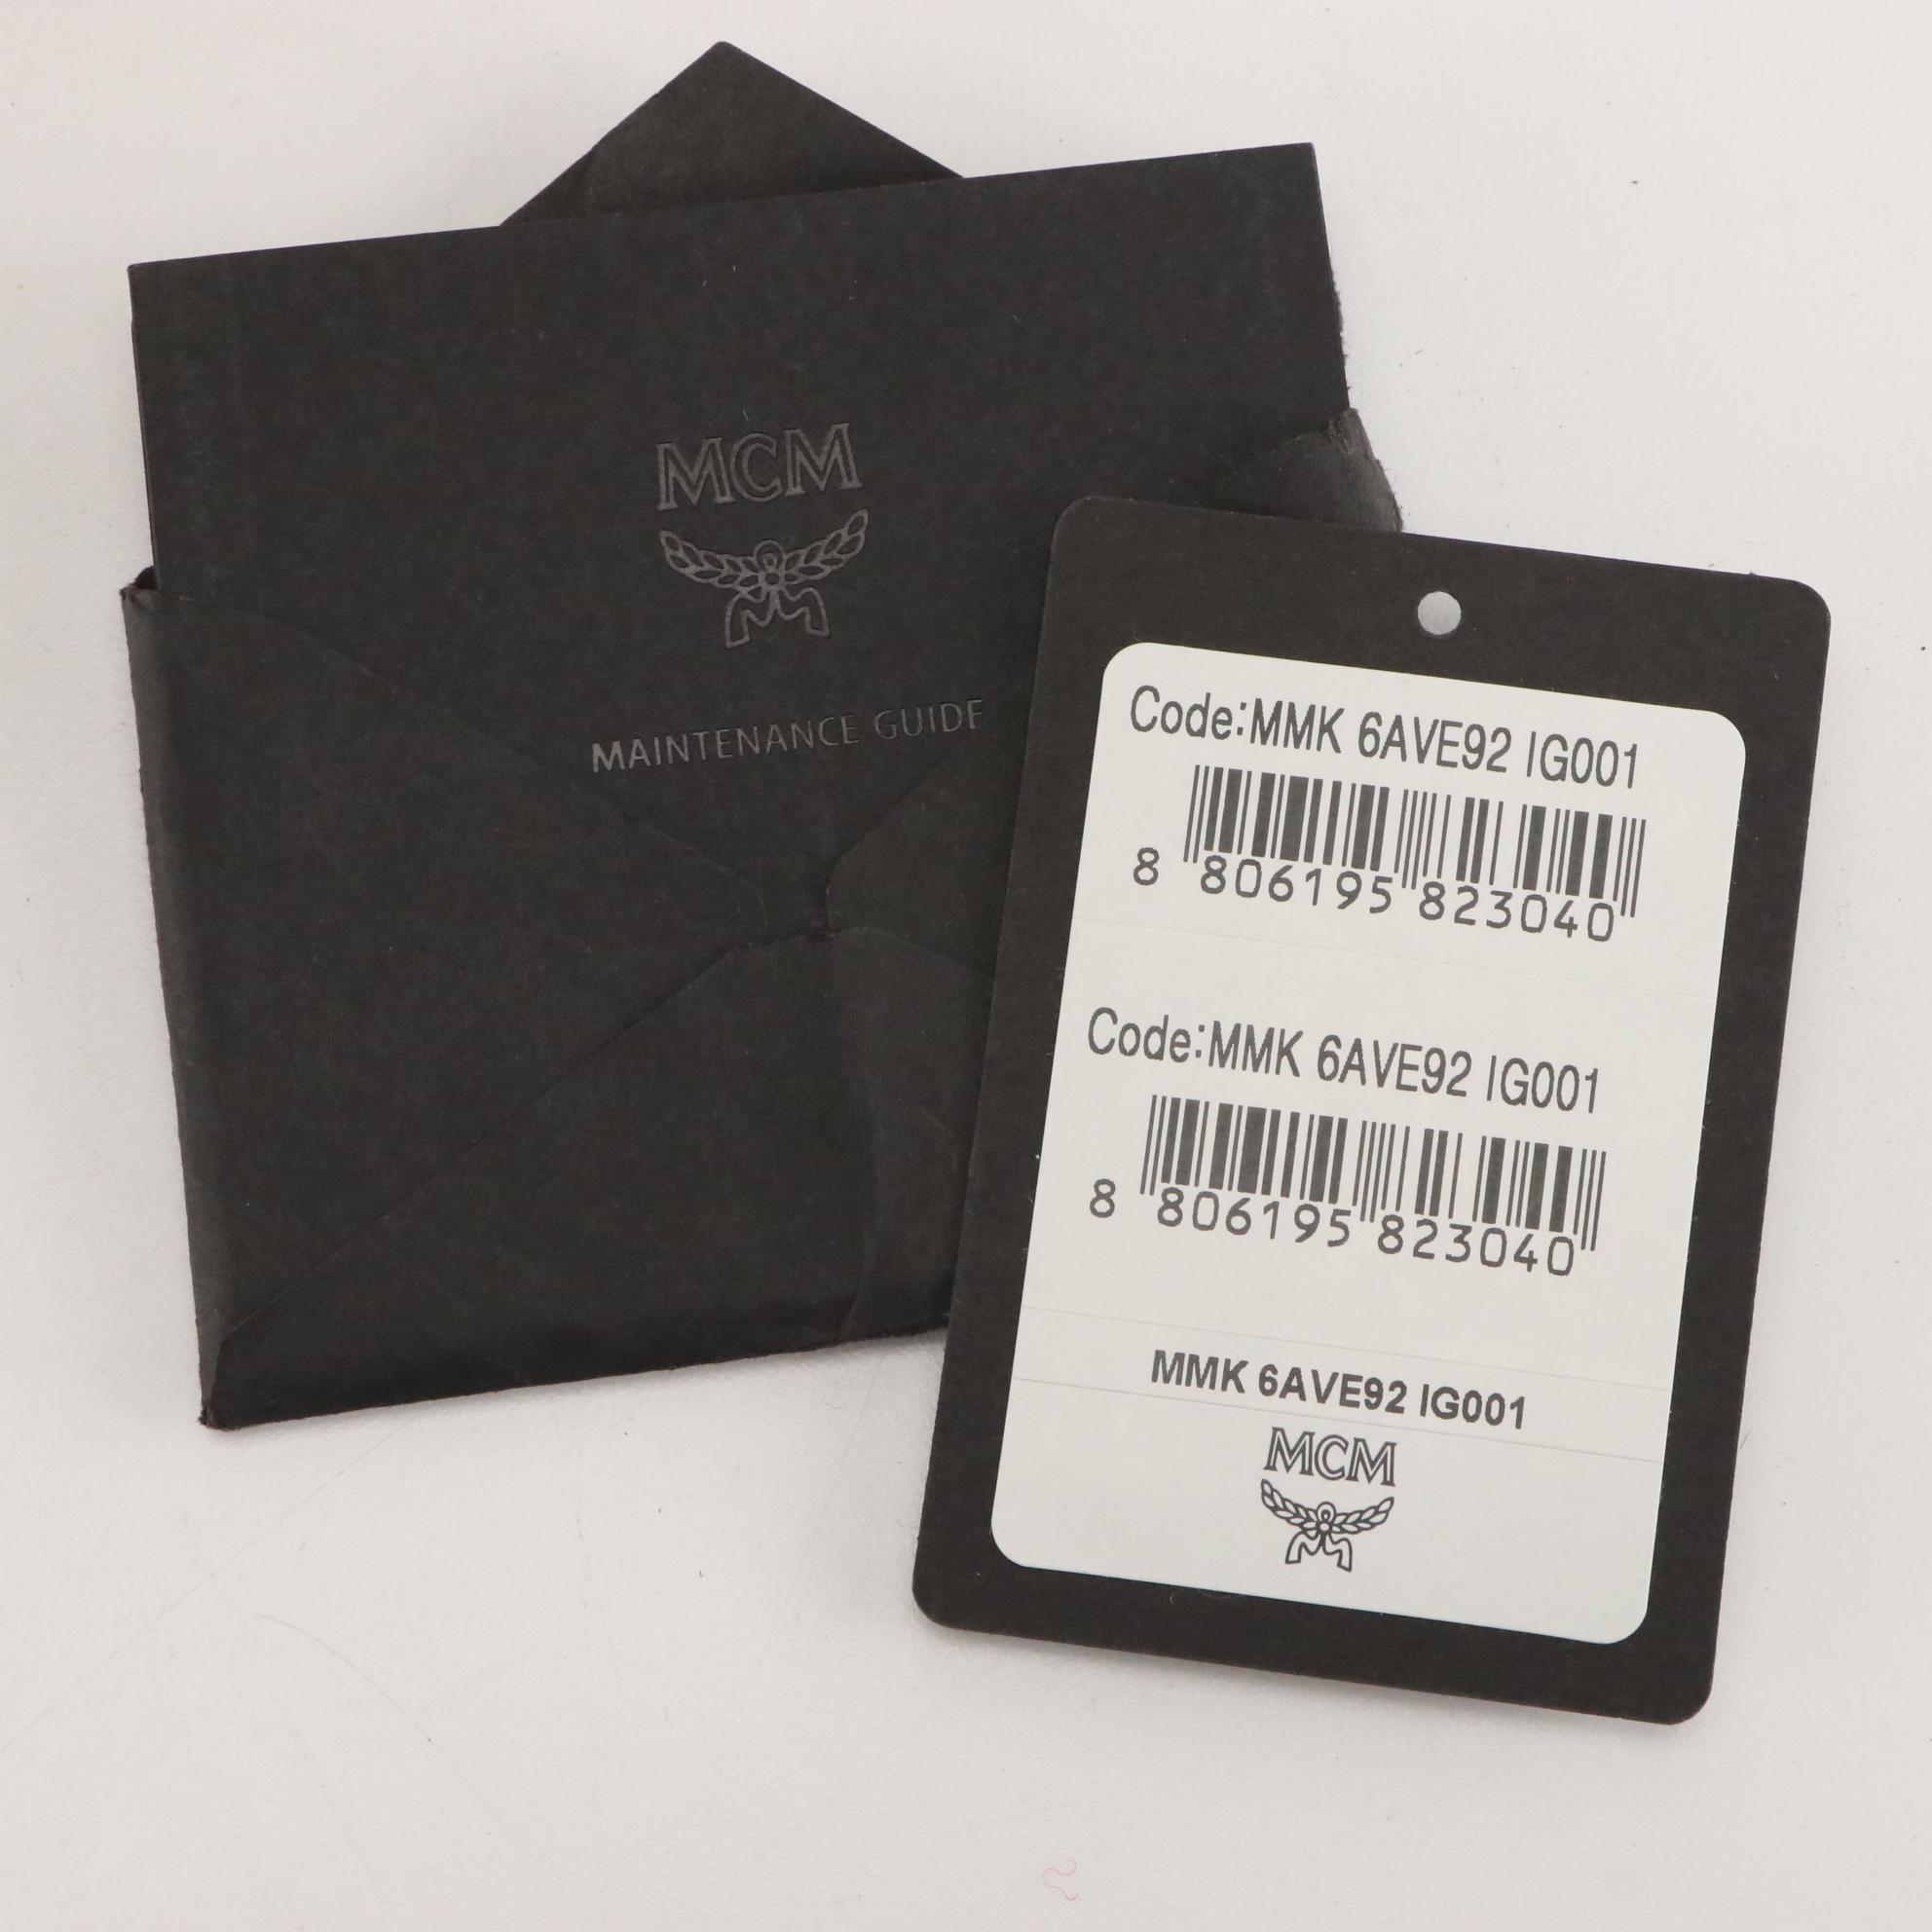 MCM
MAINTENANCE GUIDE
Code:MMK 6AVE92 IG001
8 806195 823040
Code:MMK 6AVE92 IG001
8 806195 823040
MMK 6AVE92 IG001
MCM